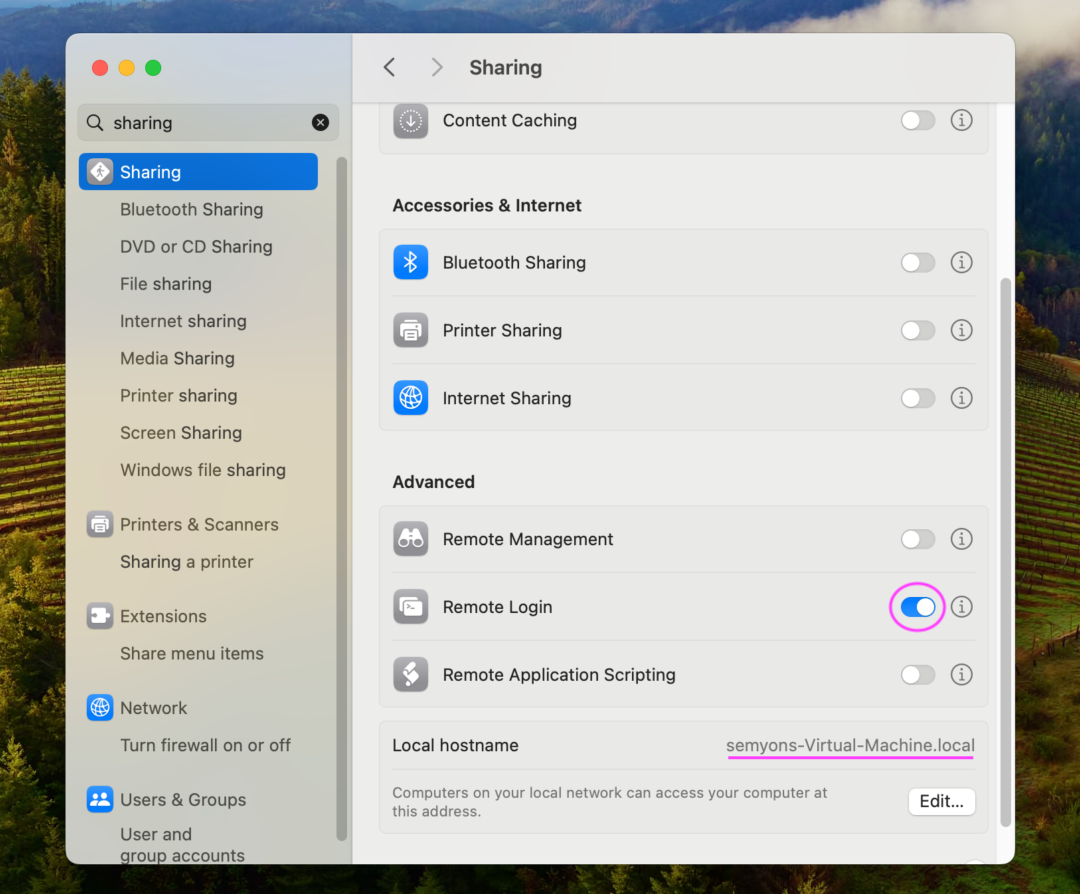 sharing
Sharing
Bluetooth Sharing
DVD or CD Sharing
File sharing
Internet sharing
Media Sharing
Printer sharing
Screen Sharing
Windows file sharing
Printers & Scanners
Sharing a printer
Extensions
Share menu items
Network
Turn firewall on or off
Users & Groups
User and
group accounts
Sharing
Content Caching
Accessories & Internet
Bluetooth Sharing
Printer Sharing
Internet Sharing
Advanced
Remote Management
Remote Login
Remote Application Scripting
Local hostname
semyons-Virtual-Machine.local
Computers on your local network can access your computer at
this address.
Edit...